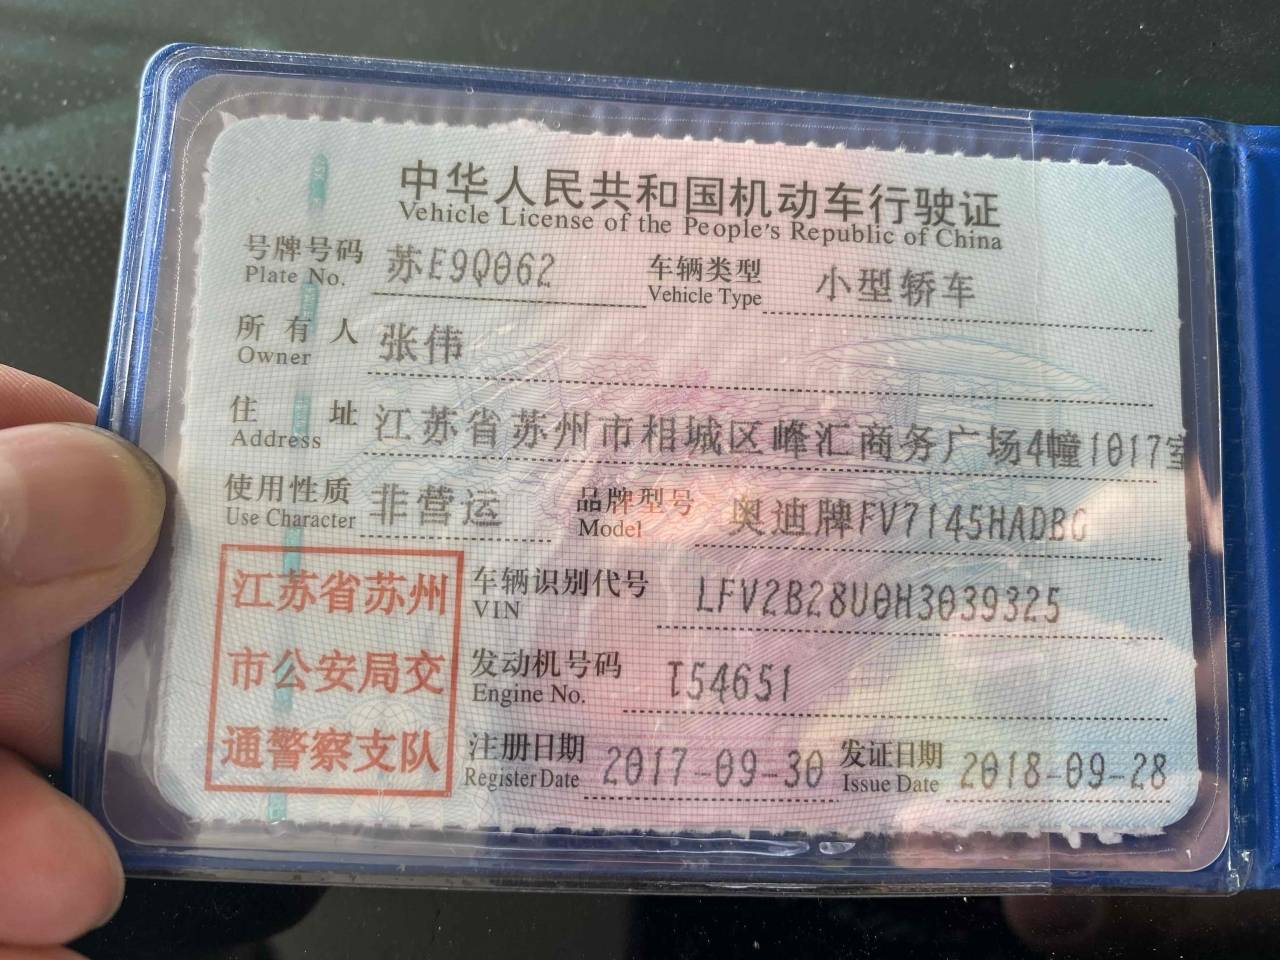 中华人民共和国机动车行驶证
Vehicle License of the People's Republic of China
号牌号码 苏E9Q062 车辆类型 小型轿车
Plate No. Vehicle Type
所有人 张伟
Owner
住址 江苏省苏州市相城区峰汇商务广场4幢1017室
Address
使用性质 非营运 品牌型号 奥迪牌FV7145HADBG
Use Character Model
江苏省苏州
市公安局交
通警察支队
车辆识别代号 LFV2B28U0H3039325
VIN
发动机号码 I54651
Engine No.
注册日期 2017-09-30 发证日期 2018-09-28
Register Date Issue Date